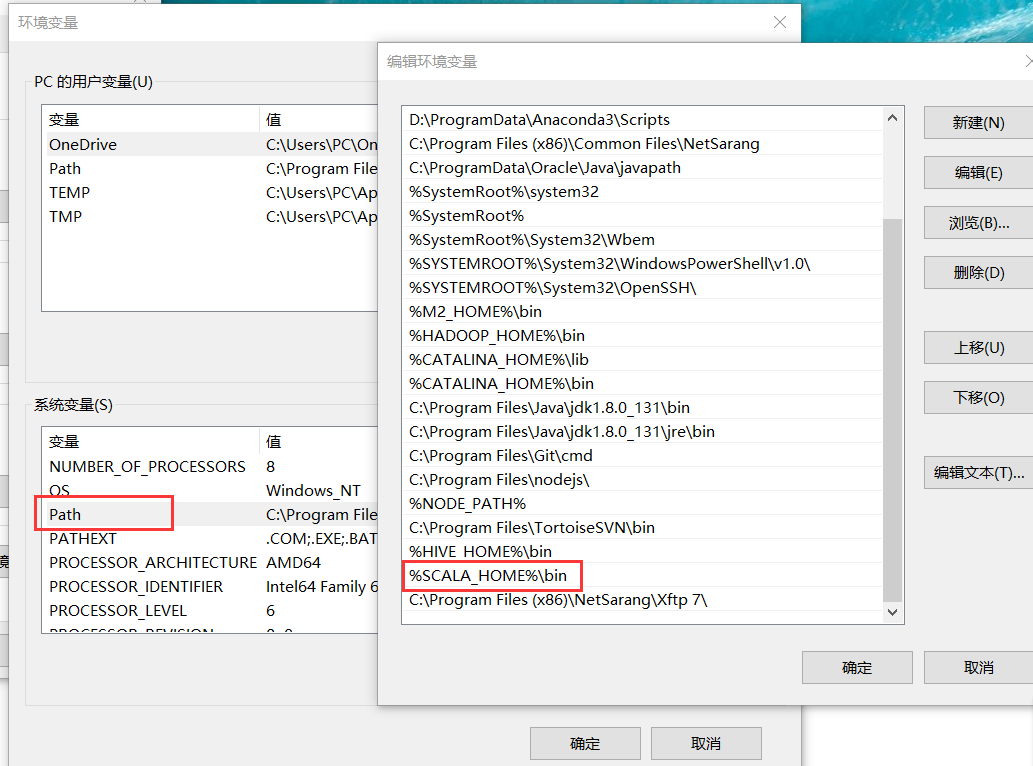 环境变量
PC 的用户变量(U)
变量 值
OneDrive C:\Users\PC\On
Path C:\Program File
TEMP C:\Users\PC\Ap
TMP C:\Users\PC\Ap
系统变量(S)
变量 值
NUMBER_OF_PROCESSORS 8
OS Windows_NT
Path C:\Program File
PATHEXT .COM;.EXE;.BAT
PROCESSOR_ARCHITECTURE AMD64
PROCESSOR_IDENTIFIER Intel64 Family 6
PROCESSOR_LEVEL 6
确定
取消
编辑环境变量
D:\ProgramData\Anaconda3\Scripts
C:\Program Files (x86)\Common Files\NetSarang
C:\ProgramData\Oracle\Java\javapath
%SystemRoot%\system32
%SystemRoot%
%SystemRoot%\System32\Wbem
%SYSTEMROOT%\System32\WindowsPowerShell\v1.0\
%SYSTEMROOT%\System32\OpenSSH\
%M2_HOME%\bin
%HADOOP_HOME%\bin
%CATALINA_HOME%\lib
%CATALINA_HOME%\bin
C:\Program Files\Java\jdk1.8.0_131\bin
C:\Program Files\Java\jdk1.8.0_131\jre\bin
C:\Program Files\Git\cmd
C:\Program Files\nodejs\
%NODE_PATH%
C:\Program Files\TortoiseSVN\bin
%HIVE_HOME%\bin
%SCALA_HOME%\bin
C:\Program Files (x86)\NetSarang\Xftp 7\
新建(N)
编辑(E)
浏览(B)...
删除(D)
上移(U)
下移(O)
编辑文本(T)...
确定
取消